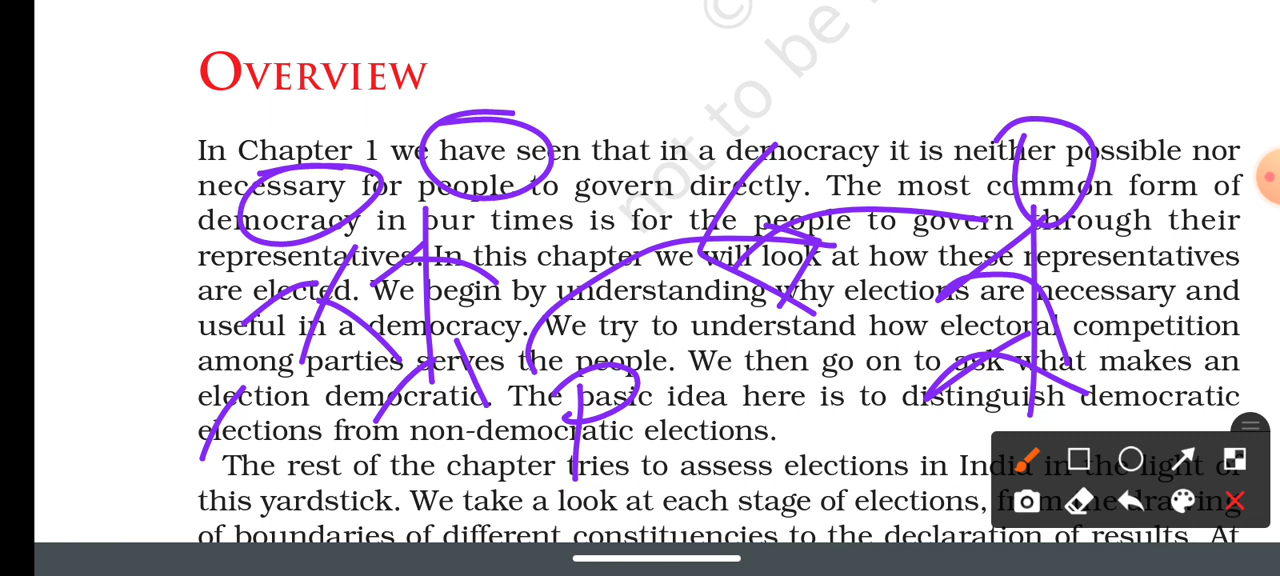 ©
not to be
OVERVIEW
In Chapter 1 we have seen that in a democracy it is neither possible nor
necessary for people to govern directly. The most common form of
democracy in our times is for the people to govern through their
representatives. In this chapter we will look at how these representatives
are elected. We begin by understanding why elections are necessary and
useful in a democracy. We try to understand how electoral competition
among parties serves the people. We then go on to ask what makes an
election democratic. The basic idea here is to distinguish democratic
elections from non-democratic elections.
The rest of the chapter tries to assess elections in India in the light of
this yardstick. We take a look at each stage of elections, from the drawing
of boundaries of different constituencies to the declaration of results. At
P